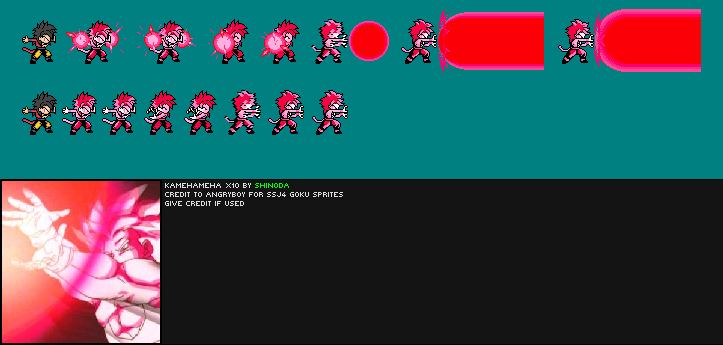 KAMEHAMEHA X10 BY SHINODA
CREDIT TO ANGRYBOY FOR SSJ4 GOKU SPRITES
GIVE CREDIT IF USED